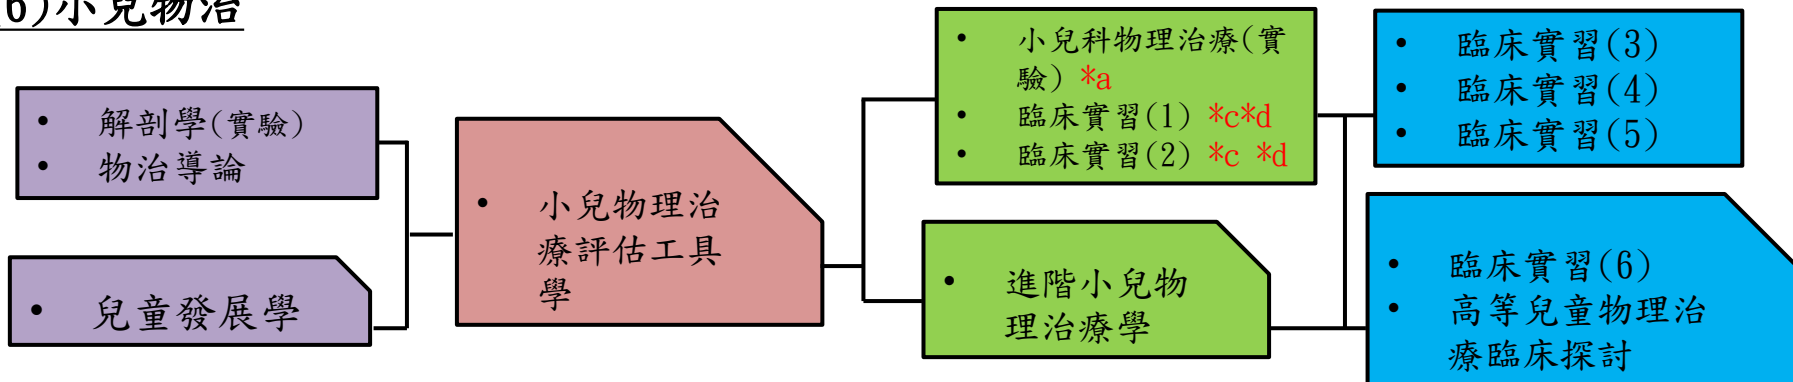 6)小兒物治
• 解剖學(實驗)
• 物治導論
• 兒童發展學
• 小兒物理治
療評估工具
學
• 小兒科物理治療(實
驗) *a
• 臨床實習(1) *c*d
• 臨床實習(2) *c *d
• 進階小兒物
理治療學
• 臨床實習(3)
• 臨床實習(4)
• 臨床實習(5)
• 臨床實習(6)
• 高等兒童物理治
療臨床探討